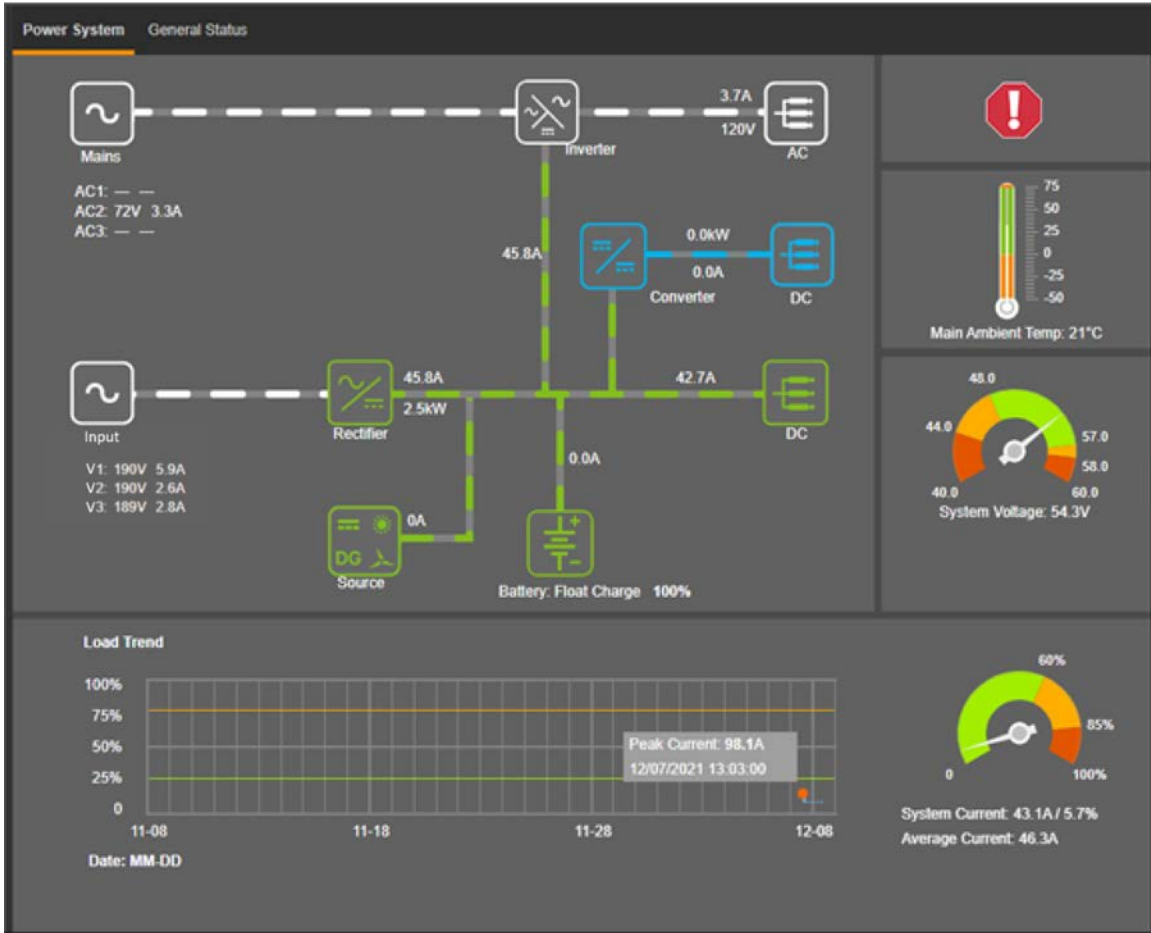 Power System General Status
Mains
AC1: — —
AC2: 72V 3.3A
AC3: — —
Inverter
3.7A
120V
AC
45.8A
0.0kW
0.0A
Converter
DC
Input
V1: 190V 5.9A
V2: 190V 2.6A
V3: 189V 2.8A
45.8A
2.5kW
Rectifier
42.7A
DC
0.0A
0A
DG
Source
Battery: Float Charge 100%
75
50
25
0
-25
-50
Main Ambient Temp: 21°C
48.0
44.0
57.0
58.0
40.0
60.0
System Voltage: 54.3V
Load Trend
100%
75%
50%
25%
0
Peak Current: 98.1A
12/07/2021 13:03:00
11-08
11-18
11-28
12-08
Date: MM-DD
60%
85%
0
100%
System Current: 43.1A / 5.7%
Average Current: 46.3A